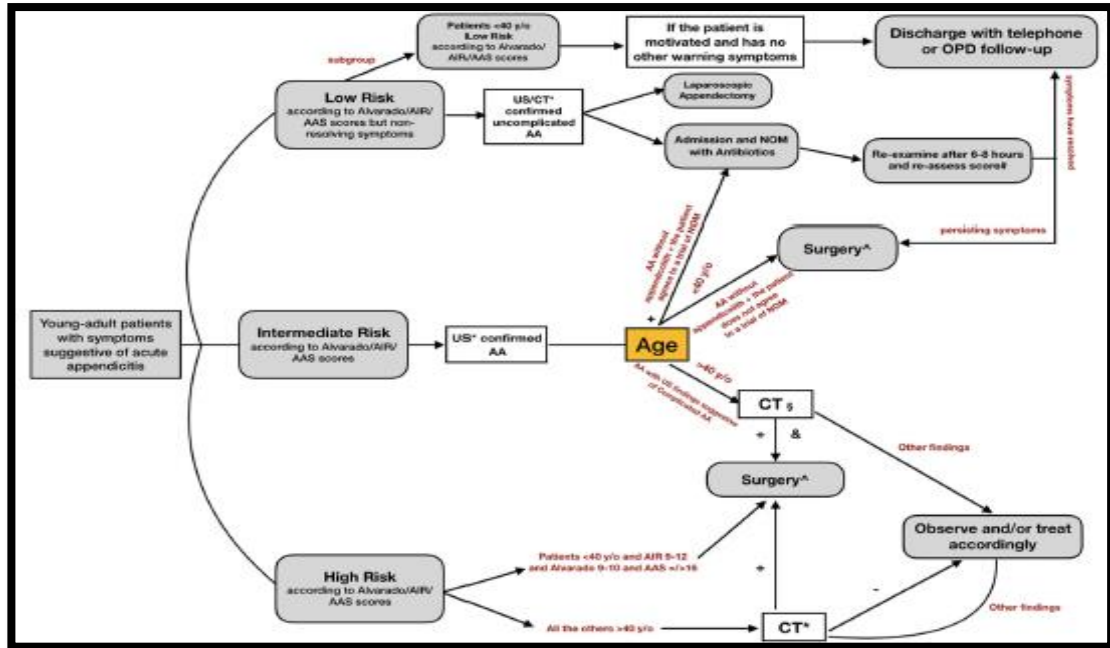 Patients <40 y/o
lLow Risk
according to Alvarado/
AIR/AAS scores
If the patient is
motivated and has no
other warning symptoms
Discharge with telephone
or OPD follow-up
subgroup
Low Risk
according to Alvarado/AIR/
AAS scores but non-
resolving symptoms
US/CT* 
confirmed
uncomplicated
AA
Laparoscopic
Appendectomy
Admission and NOM
with Antibiotics
Re-examine after 6-8 hours
and re-assess score#
symptoms have resolved
persisting symptoms
Surgery^
AA without
appendicolith + the patient
agrees to a trial of NOM
+
<40 y/o
AA without
appendicolith + the patient
does not agree
in a trial of NOM
Young-adult patients
with symptoms
suggestive of acute
appendicitis
Intermediate Risk
according to Alvarado/AIR/
AAS scores
US* confirmed
AA
Age
>40 y/o
AA with US findings suggestive
of Complicated AA
CT §
+ &
Other findings
Surgery^
Observe and/or treat
accordingly
High Risk
according to Alvarado/AIR/
AAS scores
Patients <40 y/o and AIR 9-12
and Alvarado 9-10 and AAS =/>16
+
-
All the others >40 y/o
CT*
Other findings